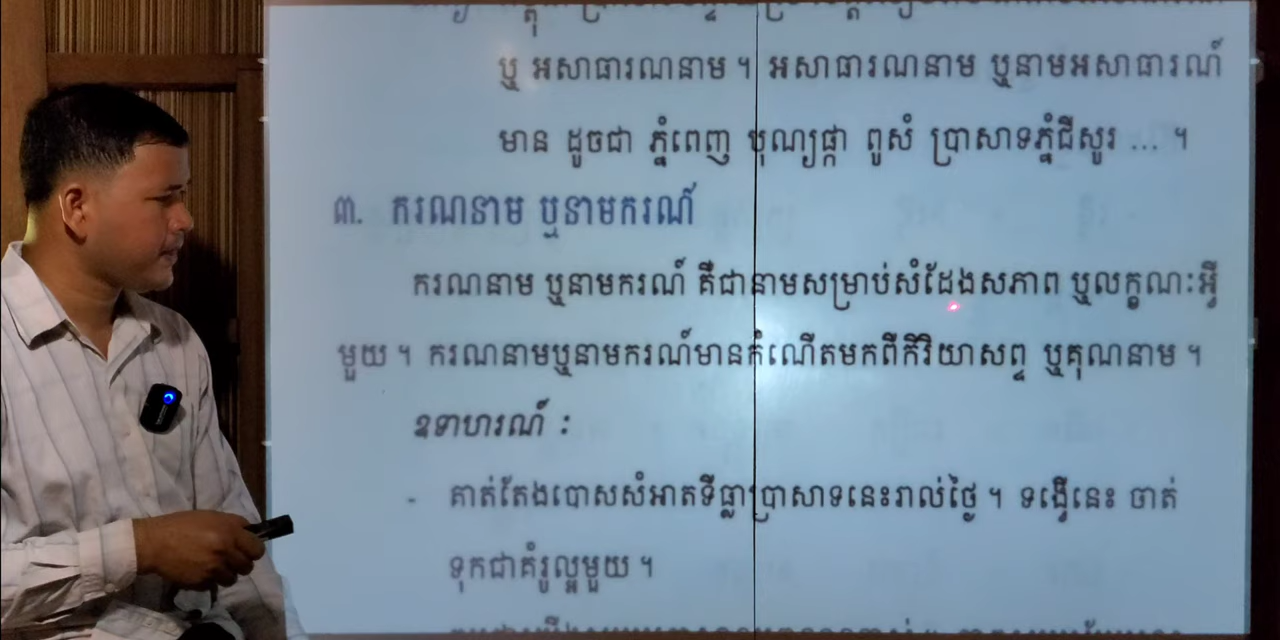 ឬ អសាធារណនាម ។ អសាធារណនាម ឬនាមអសាធារណ៍
មាន ដូចជា ភ្នំពេញ បុណ្យផ្កា ពូសំ ប្រាសាទភ្នំជីសូរ ... ។
៣. ករណនាម ឬនាមករណ៍
ករណនាម ឬនាមករណ៍ គឺជានាមសម្រាប់សំដែងសភាព ឬលក្ខណៈអ្វី
មួយ ។ ករណនាមឬនាមករណ៍មានកំណើតមកពីកិរិយាសព្ទ ឬគុណនាម ។
ឧទាហរណ៍ ៖
- គាត់តែងបោសសំអាតទីធ្លាប្រាសាទនេះរាល់ថ្ងៃ ។ ទង្វើនេះ ចាត់
ទុកជាគំរូល្អមួយ ។